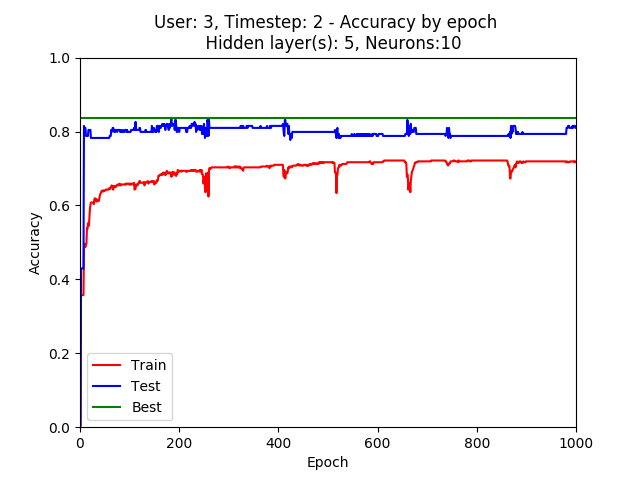 User: 3, Timestep: 2 - Accuracy by epoch
Hidden layer(s): 5, Neurons:10
1.0
0.8
0.6
0.4
0.2
0.0
Accuracy
Train
Test
Best
0 200 400 600 800 1000
Epoch